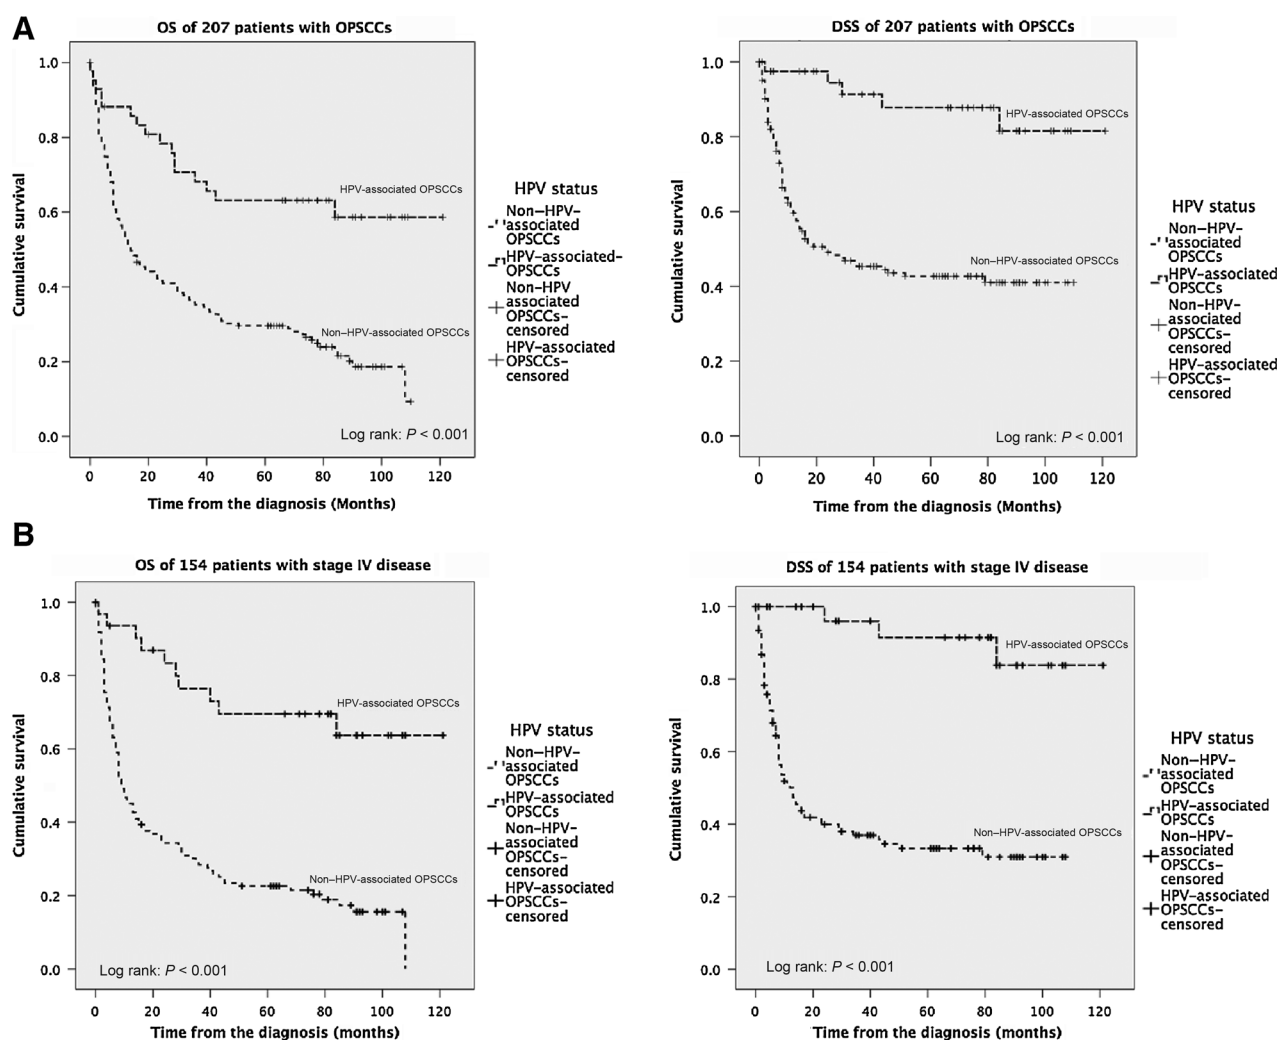 A
OS of 207 patients with OPSCCs
1.0
0.8
0.6
0.4
0.2
0.0
Cumulative survival
HPV-associated OPSCCs
Non–HPV-associated OPSCCs
Log rank: P < 0.001
0 20 40 60 80 100 120
Time from the diagnosis (Months)
HPV status
Non–HPV–
associated
OPSCCs
HPV–associated–
OPSCCs
Non–HPV
associated
OPSCCs–
censored
HPV–associated
OPSCCs–
censored
DSS of 207 patients with OPSCCs
1.0
0.8
0.6
0.4
0.2
0.0
Cumulative survival
HPV-associated OPSCCs
Non-HPV-associated OPSCCs
Log rank: P < 0.001
0 20 40 60 80 100 120
Time from the diagnosis (Months)
HPV status
Non–HPV–
associated
OPSCCs
HPV–associated
OPSCCs
Non–HPV–
associated
OPSCCs–
censored
HPV–associated
OPSCCs–
censored
B
OS of 154 patients with stage IV disease
1.0
0.8
0.6
0.4
0.2
0.0
Cumulative survival
HPV-associated OPSCCs
Non–HPV-associated OPSCCs
Log rank: P < 0.001
0 20 40 60 80 100 120
Time from the diagnosis (months)
HPV status
Non–HPV–
associated
OPSCCs
HPV–associated
OPSCCs
Non–HPV–
associated
OPSCCs–
censored
HPV–associated
OPSCCs–
censored
DSS of 154 patients with stage IV disease
1.0
0.8
0.6
0.4
0.2
0.0
Cumulative survival
HPV-associated OPSCCs
Non–HPV-associated OPSCCs
Log rank: P < 0.001
0 20 40 60 80 100 120
Time from the diagnosis (months)
HPV status
Non–HPV–
associated
OPSCCs
HPV–associated
OPSCCs
Non–HPV–
associated
OPSCCs–
censored
HPV–associated
OPSCCs–
censored